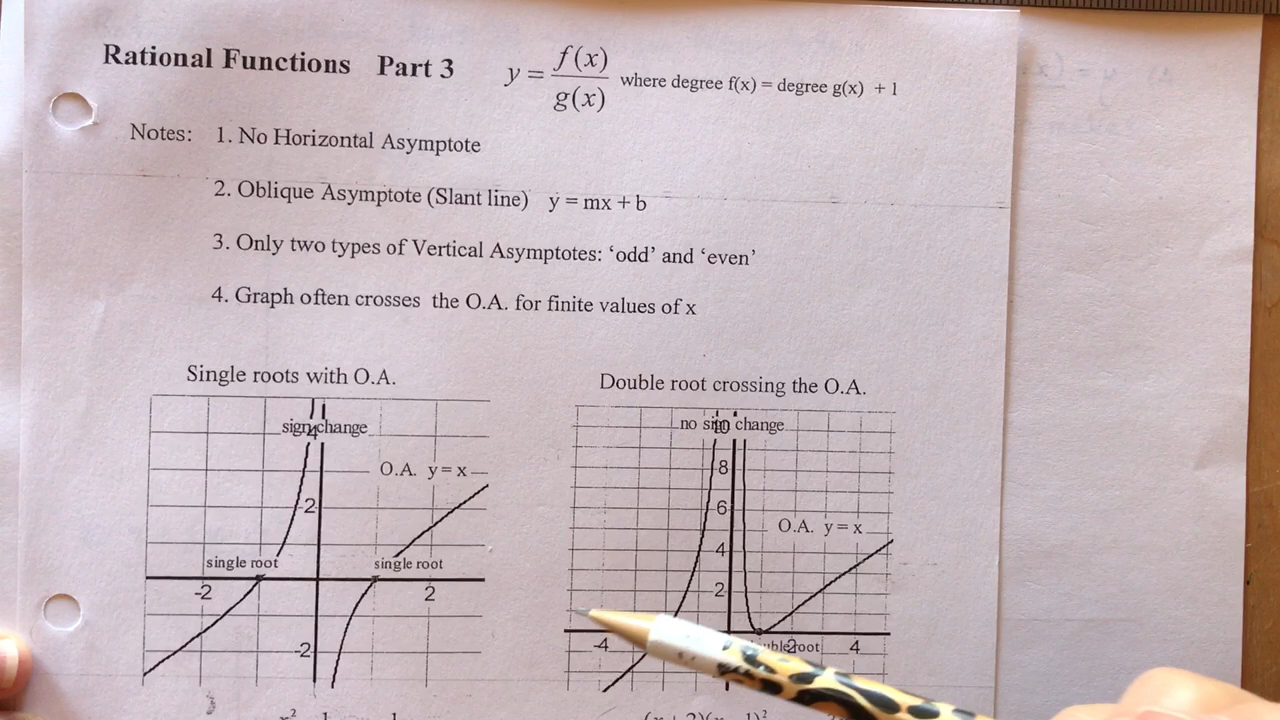 Rational Functions Part 3 y = f(x)/g(x) where degree f(x) = degree g(x) + 1
Notes: 1. No Horizontal Asymptote
2. Oblique Asymptote (Slant line) y = mx + b
3. Only two types of Vertical Asymptotes: ‘odd’ and ‘even’
4. Graph often crosses the O.A. for finite values of x
Single roots with O.A.
sign change
4
O.A. y = x
2
single root
single root
-2
2
-2
Double root crossing the O.A.
no sign change
10
8
O.A. y = x
6
4
2
-4
2
4